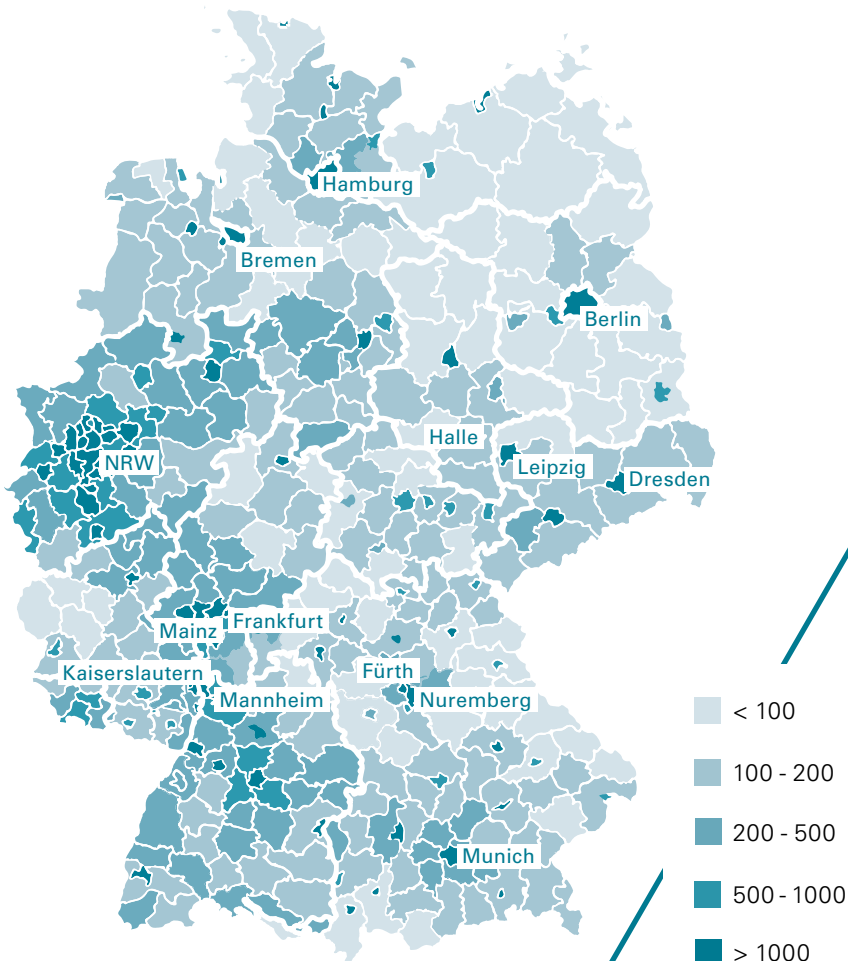 Hamburg
Bremen
Berlin
Halle
NRW
Leipzig
Dresden
Mainz
Frankfurt
Kaiserslautern
Fürth
Mannheim
Nuremberg
Munich
< 100
100 - 200
200 - 500
500 - 1000
> 1000